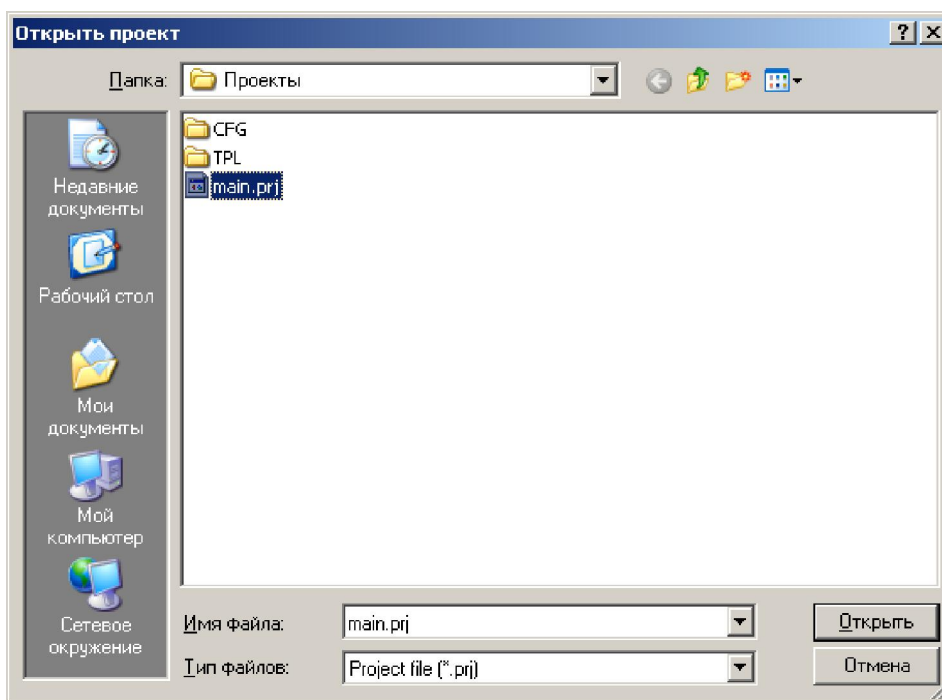 Открыть проект
Папка: Проекты
CFG
TPL
main.prj
Недавние
документы
Рабочий стол
Мои
документы
Мой
компьютер
Сетевое
окружение
Имя файла: main.prj Открыть
Тип файлов: Project file (*.prj) Отмена